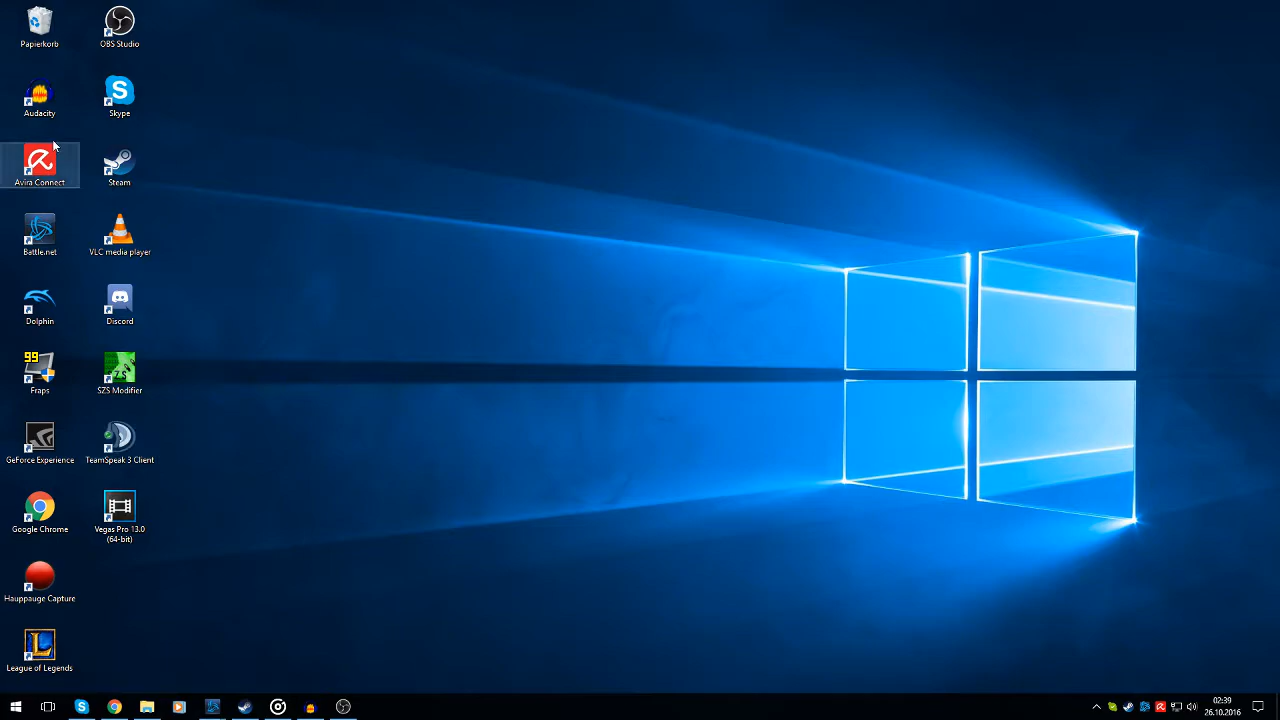 Papierkorb
OBS Studio
Audacity
Skype
Avira Connect
Steam
Battle.net
VLC media player
Dolphin
Discord
99
Fraps
SZS Modifier
GeForce Experience
TeamSpeak 3 Client
Google Chrome
Vegas Pro 13.0
(64-bit)
Hauppauge Capture
League of Legends
02:39
26.10.2016